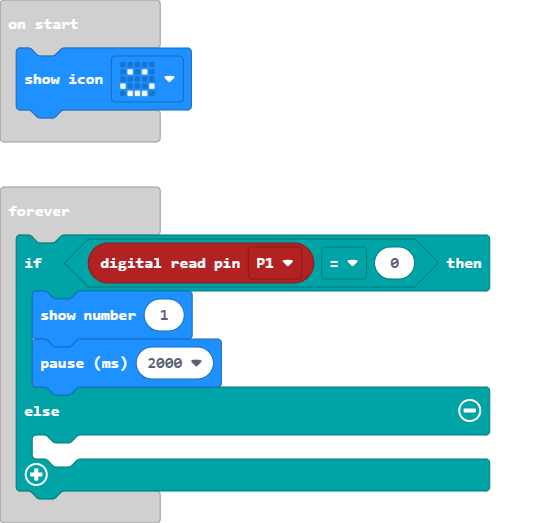 on start
show icon
forever
if digital read pin P1 = 0 then
show number 1
pause (ms) 2000
else